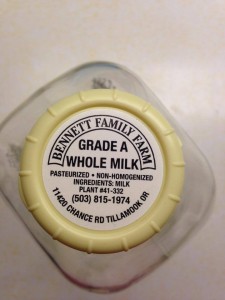 BENNETT FAMILY FARM
GRADE A
WHOLE MILK
PASTEURIZED • NON-HOMOGENIZED
INGREDIENTS: MILK
PLANT #41-332
(503) 815-1974
11420 CHANCE RD TILLAMOOK OR